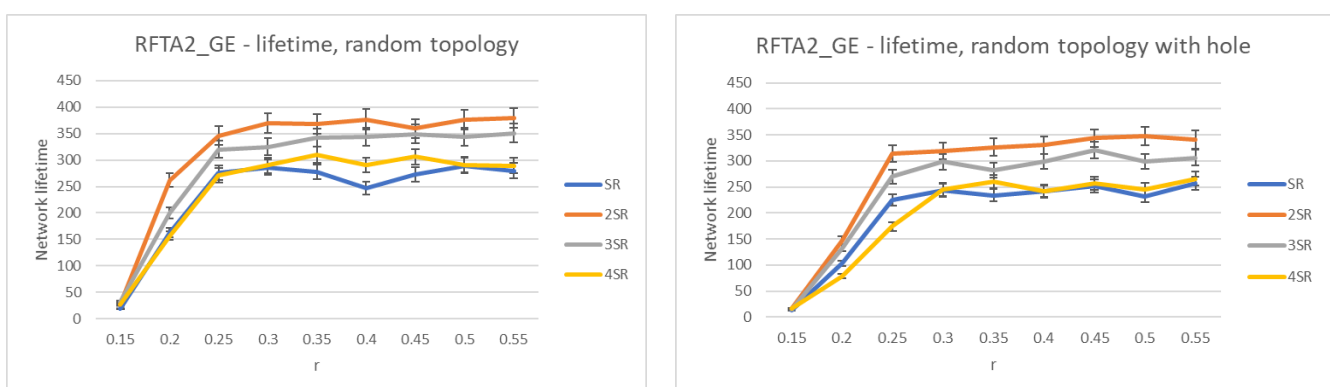 RFTA2_GE - lifetime, random topology
450
400
350
300
250
200
150
100
50
0
Network lifetime
0.15 0.2 0.25 0.3 0.35 0.4 0.45 0.5 0.55
r
SR
2SR
3SR
4SR
RFTA2_GE - lifetime, random topology with hole
450
400
350
300
250
200
150
100
50
0
Network lifetime
0.15 0.2 0.25 0.3 0.35 0.4 0.45 0.5 0.55
r
SR
2SR
3SR
4SR